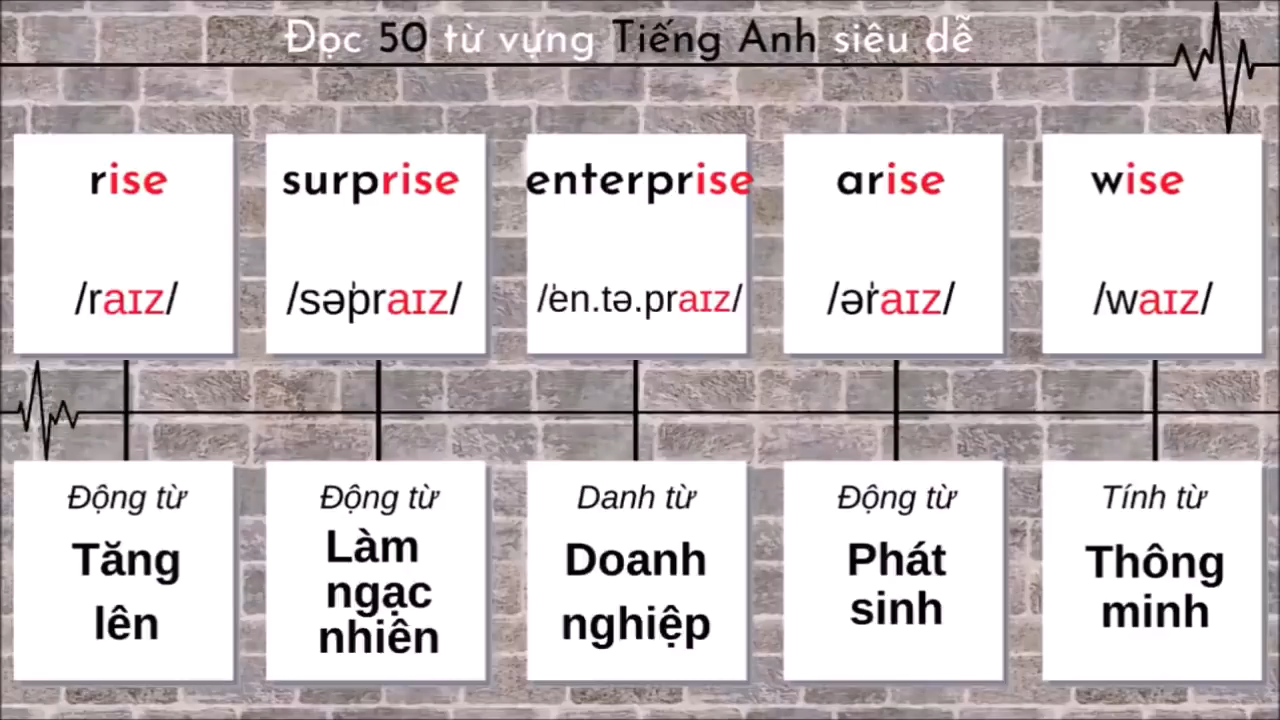 Đọc 50 từ vựng Tiếng Anh siêu dễ
rise
surprise
enterprise
arise
wise
/raɪz/
/səˈpraɪz/
/ˈen.tə.praɪz/
/əˈraɪz/
/waɪz/
Động từ
Tăng
lên
Động từ
Làm
ngạc
nhiên
Danh từ
Doanh
nghiệp
Động từ
Phát
sinh
Tính từ
Thông
minh